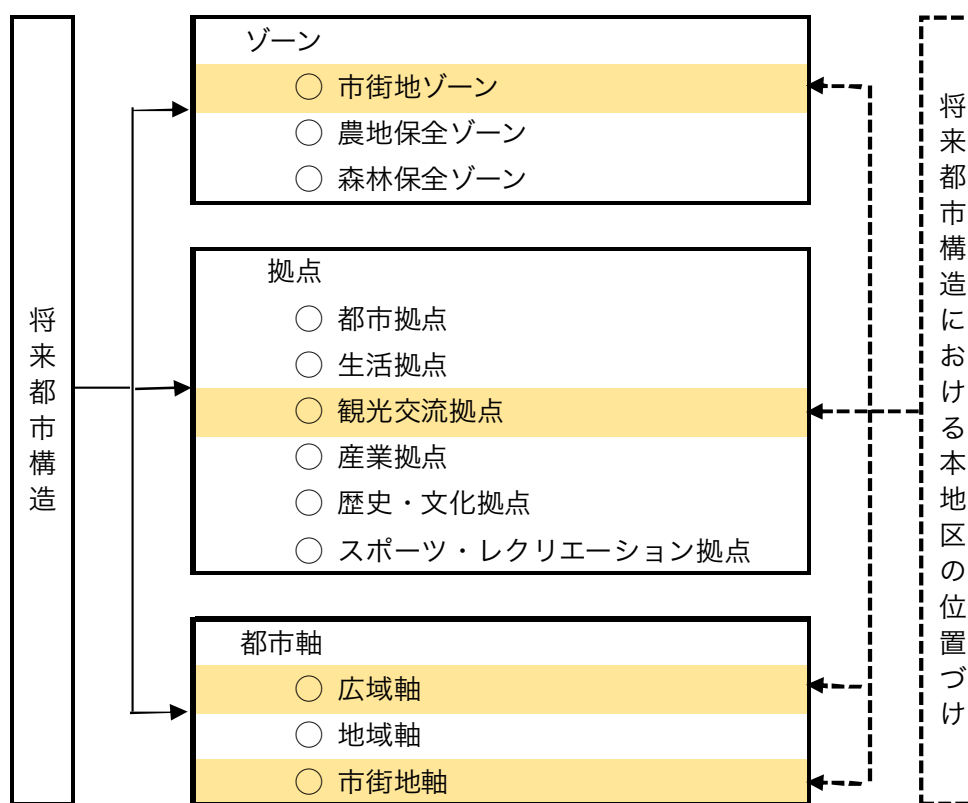 将来都市構造
ゾーン
○ 市街地ゾーン
○ 農地保全ゾーン
○ 森林保全ゾーン
拠点
○ 都市拠点
○ 生活拠点
○ 観光交流拠点
○ 産業拠点
○ 歴史・文化拠点
○ スポーツ・レクリエーション拠点
都市軸
○ 広域軸
○ 地域軸
○ 市街地軸
将来都市構造における本地区の位置づけ